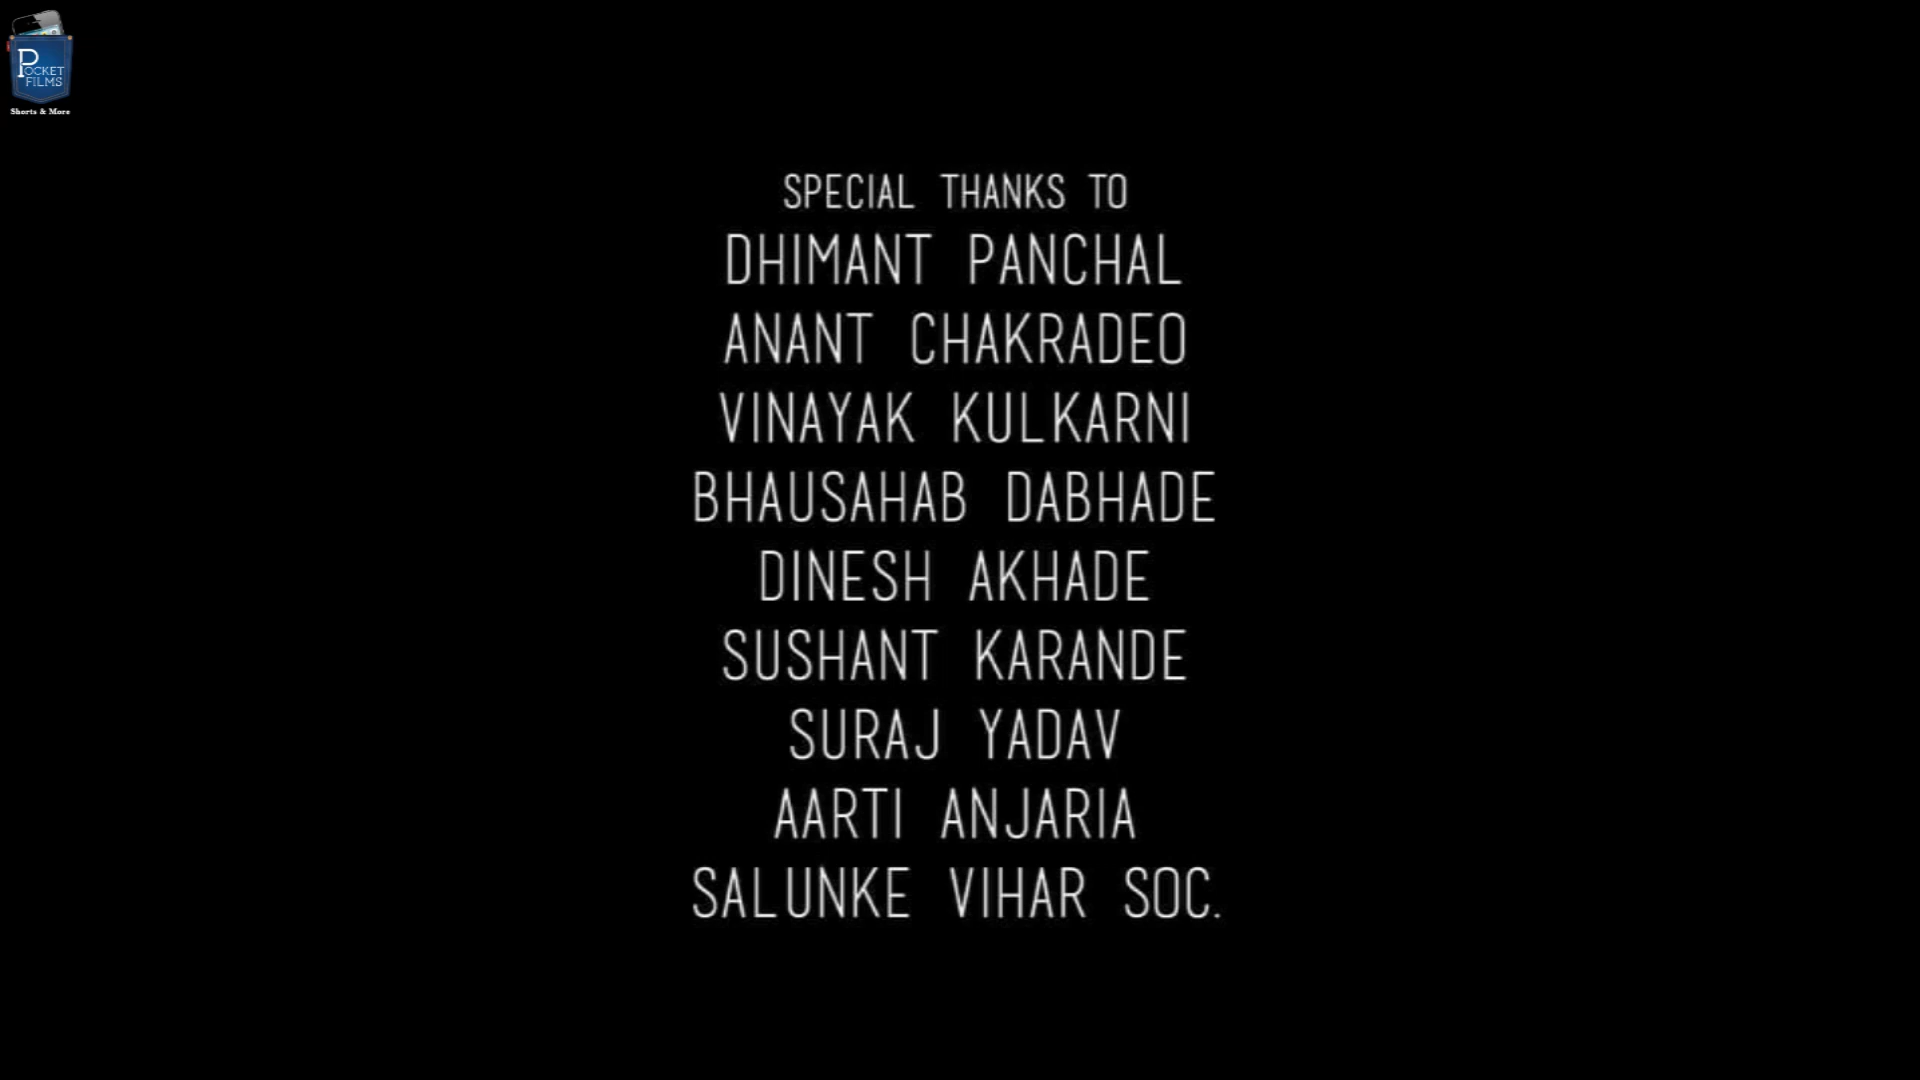 POCKET
FILMS
Shorts & More
SPECIAL THANKS TO
DHIMANT PANCHAL
ANANT CHAKRADEO
VINAYAK KULKARNI
BHAUSAHAB DABHADE
DINESH AKHADE
SUSHANT KARANDE
SURAJ YADAV
AARTI ANJARIA
SALUNKE VIHAR SOC.